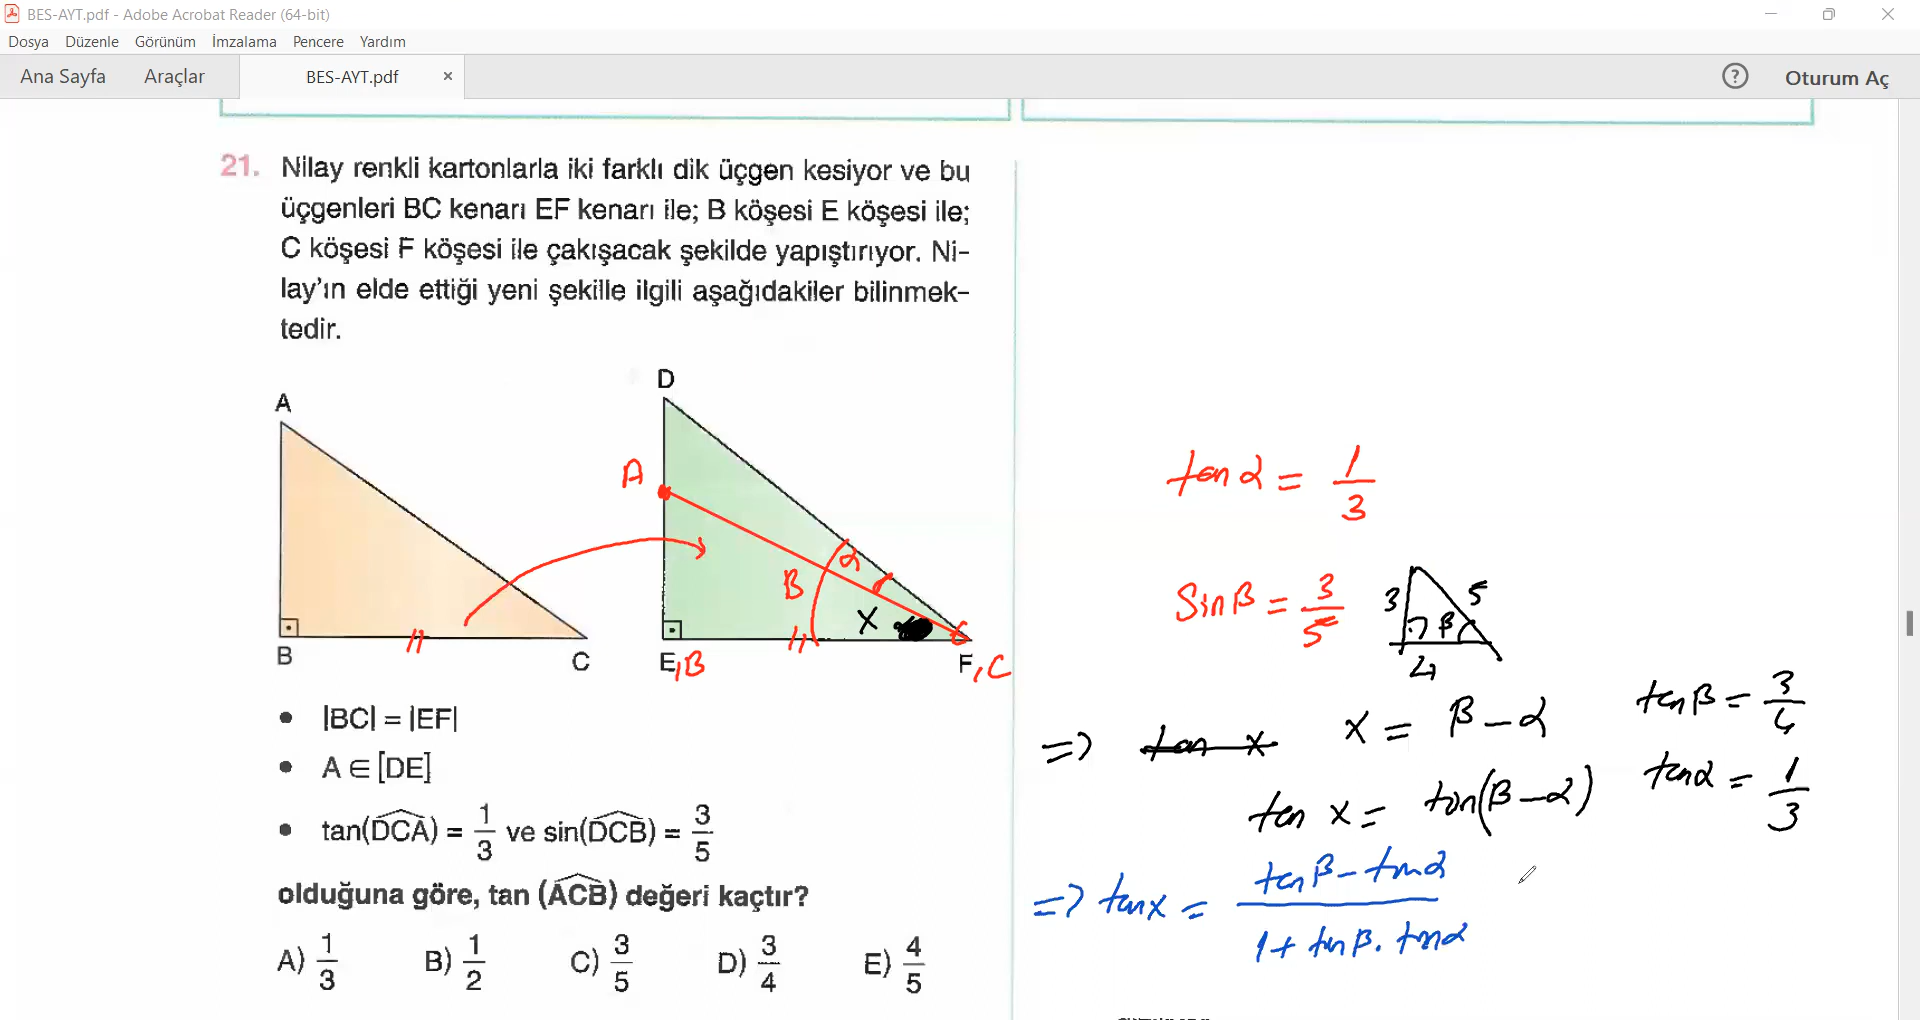 BES-AYT.pdf - Adobe Acrobat Reader (64-bit)
Dosya Düzenle Görünüm İmzalama Pencere Yardım
Ana Sayfa Araçlar BES-AYT.pdf × ? Oturum Aç
21. Nilay renkli kartonlarla iki farklı dik üçgen kesiyor ve bu
üçgenleri BC kenarı EF kenarı ile; B köşesi E köşesi ile;
C köşesi F köşesi ile çakışacak şekilde yapıştırıyor. Ni-
lay'ın elde ettiği yeni şekille ilgili aşağıdakiler bilinmek-
tedir.
A
B
C
D
A
B α
x
E,B
F,C
C
• |BC| = |EF|
• A ∈ [DE]
• tan(DCA) = 1/3 ve sin(DCB) = 3/5
olduğuna göre, tan (ACB) değeri kaçtır?
A) 1/3 B) 1/2 C) 3/5 D) 3/4 E) 4/5
tan α = 1/3
Sin β = 3/5
3 5 β 4
=> tan x x = β - α
tan β = 3/4
tan x = tan(β - α)
tan α = 1/3
=> tan x = (tan β - tan α)/(1 + tan β . tan α)